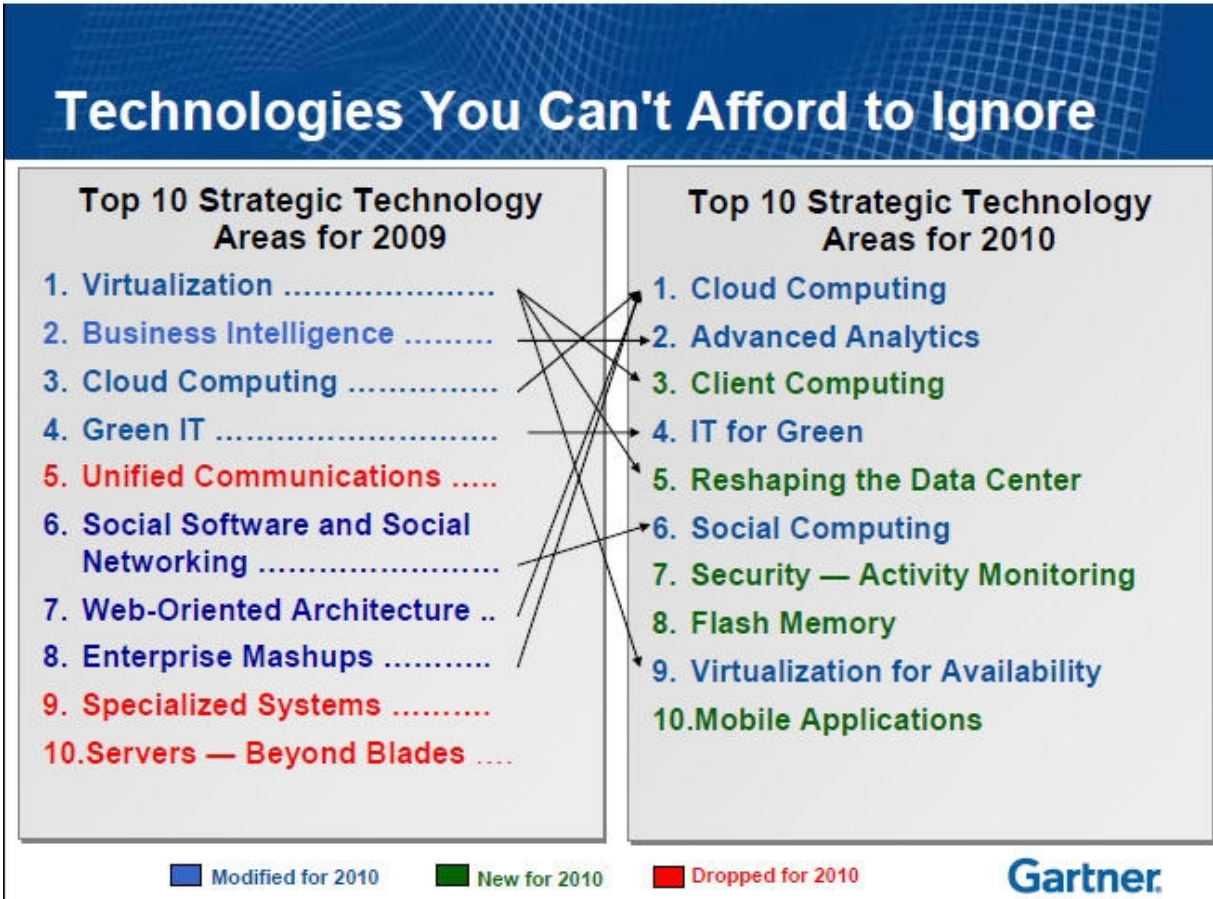 Technologies You Can't Afford to Ignore
Top 10 Strategic Technology
Areas for 2009
1. Virtualization .....................
2. Business Intelligence .........
3. Cloud Computing ...............
4. Green IT ............................
5. Unified Communications .....
6. Social Software and Social
Networking ........................
7. Web-Oriented Architecture ..
8. Enterprise Mashups ...........
9. Specialized Systems ..........
10.Servers — Beyond Blades ....
Top 10 Strategic Technology
Areas for 2010
1. Cloud Computing
2. Advanced Analytics
3. Client Computing
4. IT for Green
5. Reshaping the Data Center
6. Social Computing
7. Security — Activity Monitoring
8. Flash Memory
9. Virtualization for Availability
10.Mobile Applications
Modified for 2010
New for 2010
Dropped for 2010
Gartner.